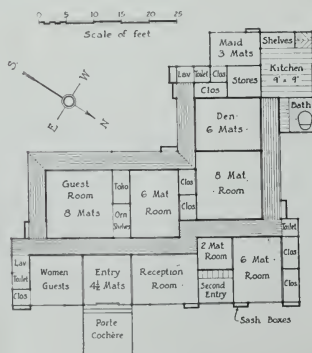 0 5 10 15 20 25
Scale of feet
S
W
E
N
Maid
3 Mats
Shelves
Kitchen
9' × 9'
Lav
Toilet
Clos
Stores
Clos
Bath
Den
6 Mats
Guest
Room
8 Mats
Toko
Orn
Shelves
6 Mat
Room
Clos
Clos
8 Mat
Room
Toilet
Lav
Toilet
Clos
Women
Guests
Entry
4½ Mats
Reception
Room
2 Mat
Room
Second
Entry
6 Mat
Room
Clos
Clos
Porte
Cochère
Sash Boxes